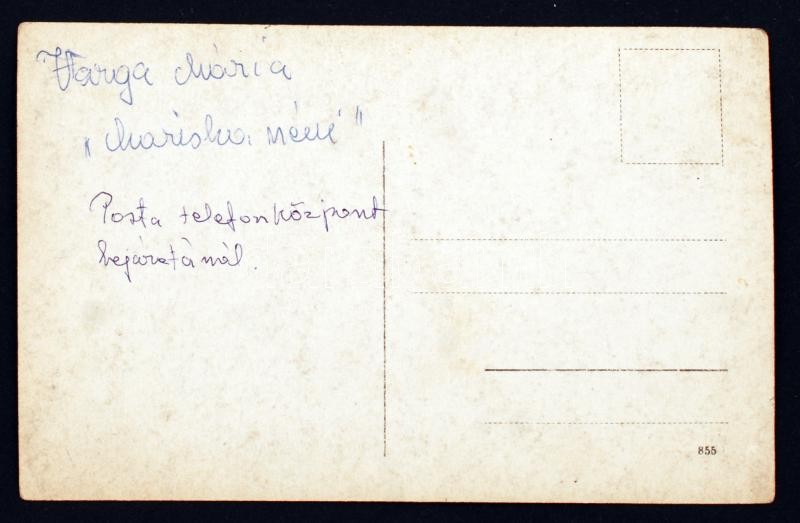 Varga Mária
„Mariska néni"
Posta telefonközpont
bejáratánál.
855